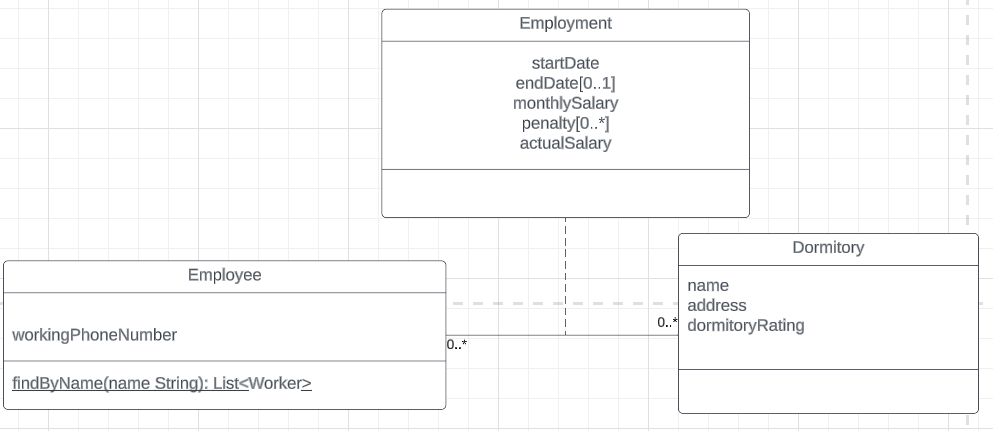 Employment
startDate
endDate[0..1]
monthlySalary
penalty[0..*]
actualSalary
Employee
workingPhoneNumber
findByName(name String): List<Worker>
0..*
0..*
Dormitory
name
address
dormitoryRating